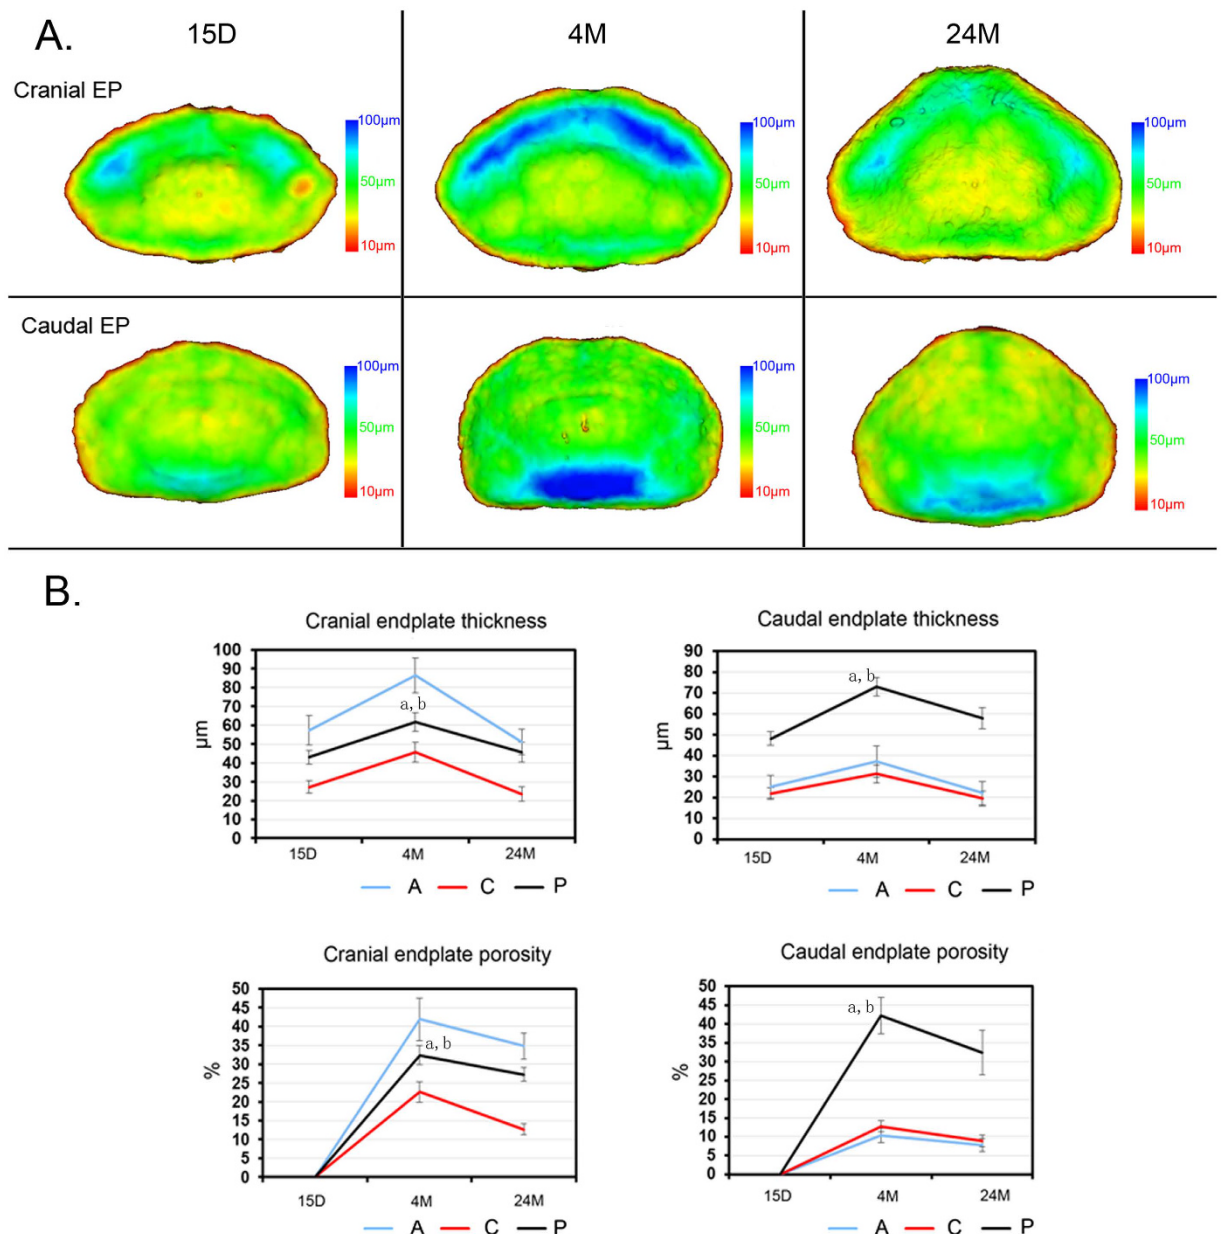 A.
15D
4M
24M
Cranial EP
100μm
50μm
10μm
100μm
50μm
10μm
100μm
50μm
10μm
Caudal EP
100μm
50μm
10μm
100μm
50μm
10μm
100μm
50μm
10μm
B.
Cranial endplate thickness
100
90
80
70
60
50
40
30
20
10
0
μm
a, b
15D 4M 24M
A C P
Caudal endplate thickness
90
80
70
60
50
40
30
20
10
0
μm
a, b
15D 4M 24M
A C P
Cranial endplate porosity
50
45
40
35
30
25
20
15
10
5
0
%
a, b
15D 4M 24M
A C P
Caudal endplate porosity
50
45
40
35
30
25
20
15
10
5
0
%
a, b
15D 4M 24M
A C P